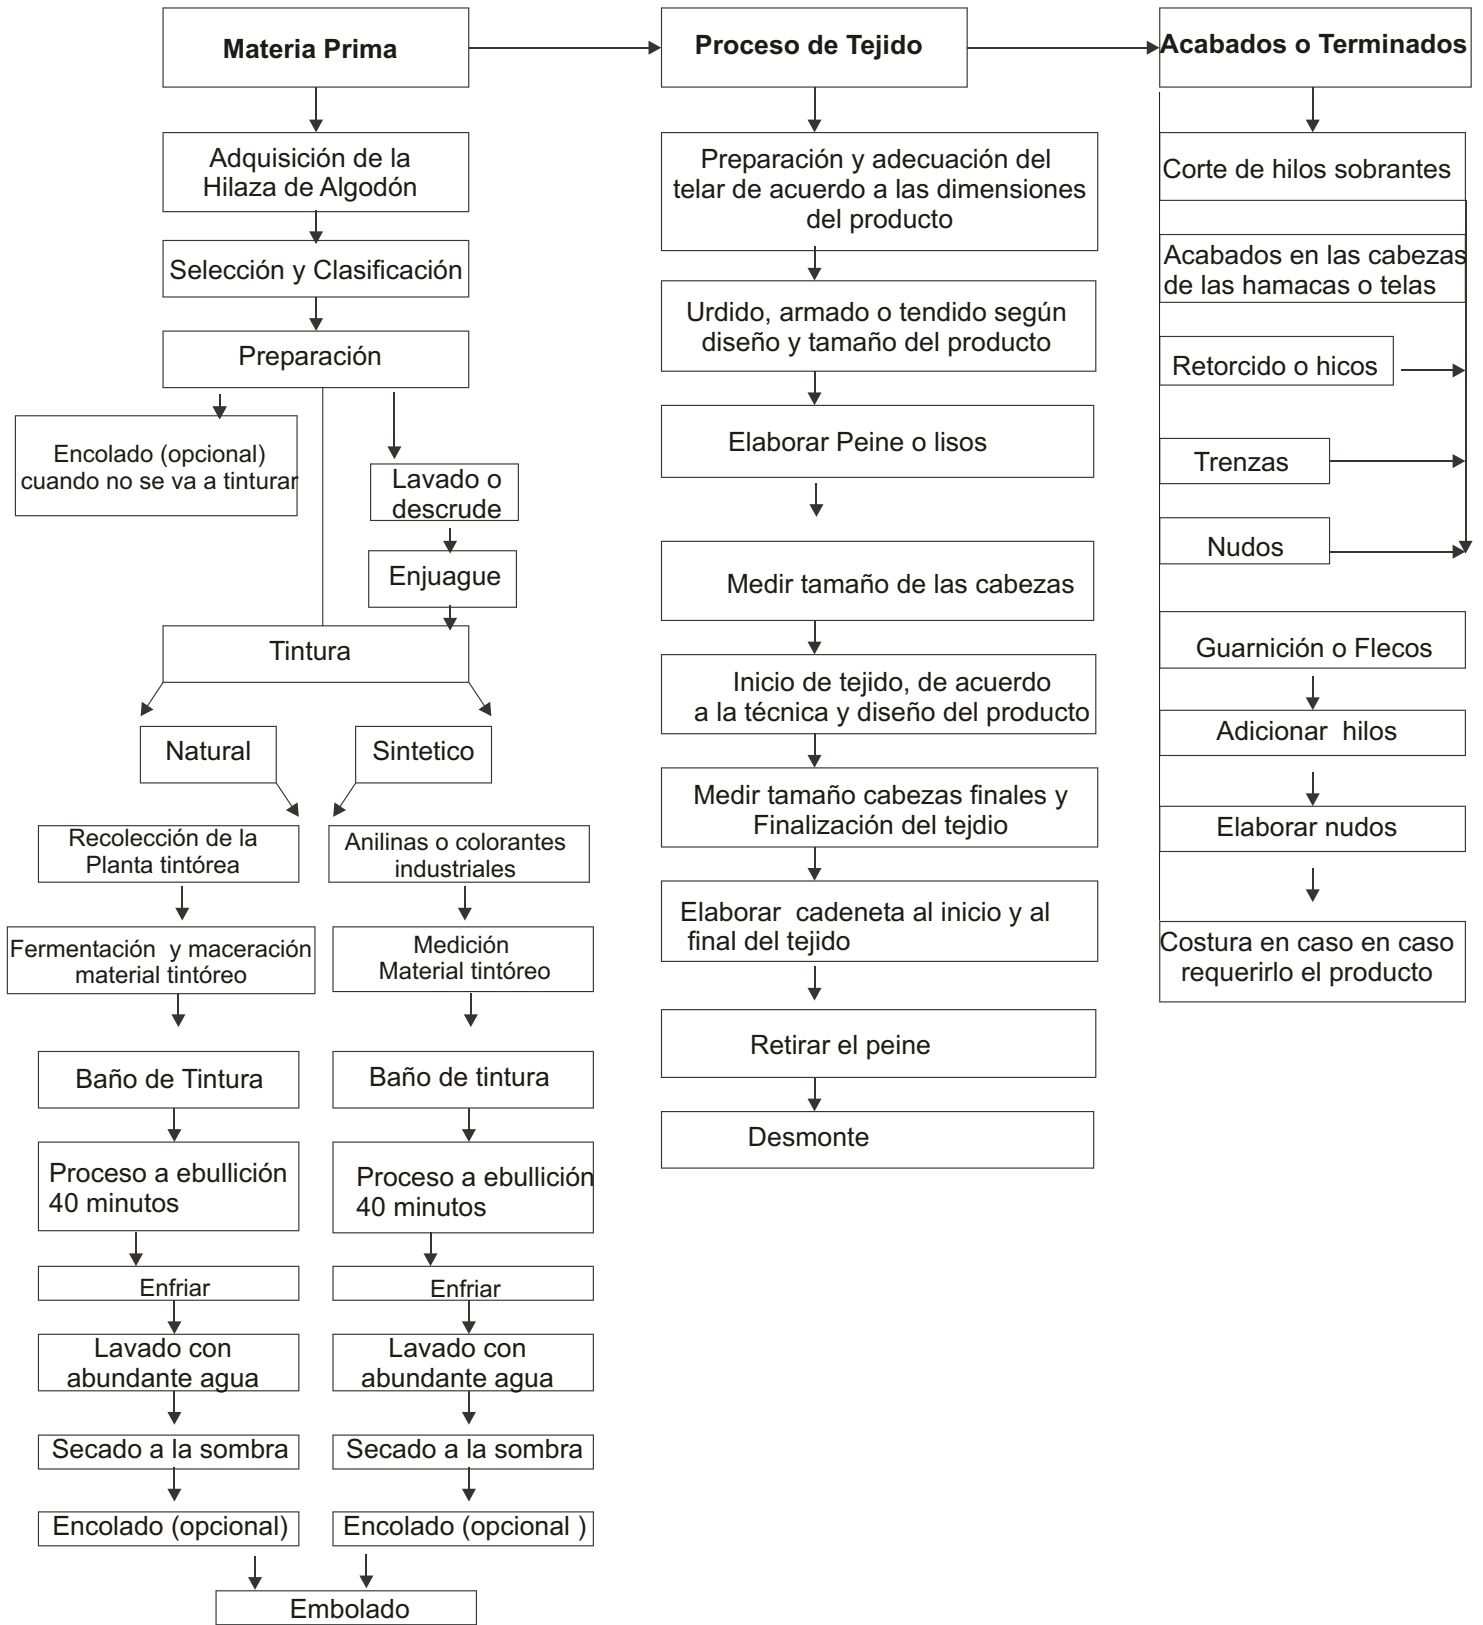 Materia Prima
Adquisición de la
Hilaza de Algodón
Selección y Clasificación
Preparación
Encolado (opcional)
cuando no se va a tinturar
Lavado o
descrude
Enjuague
Tintura
Natural
Sintetico
Recolección de la
Planta tintórea
Fermentación y maceración
material tintóreo
Baño de Tintura
Proceso a ebullición
40 minutos
Enfriar
Lavado con
abundante agua
Secado a la sombra
Encolado (opcional)
Anilinas o colorantes
industriales
Medición
Material tintóreo
Baño de tintura
Proceso a ebullición
40 minutos
Enfriar
Lavado con
abundante agua
Secado a la sombra
Encolado (opcional )
Embolado
Proceso de Tejido
Preparación y adecuación del
telar de acuerdo a las dimensiones
del producto
Urdido, armado o tendido según
diseño y tamaño del producto
Elaborar Peine o lisos
Medir tamaño de las cabezas
Inicio de tejido, de acuerdo
a la técnica y diseño del producto
Medir tamaño cabezas finales y
Finalización del tejdio
Elaborar cadeneta al inicio y al
final del tejido
Retirar el peine
Desmonte
Acabados o Terminados
Corte de hilos sobrantes
Acabados en las cabezas
de las hamacas o telas
Retorcido o hicos
Trenzas
Nudos
Guarnición o Flecos
Adicionar hilos
Elaborar nudos
Costura en caso en caso
requerirlo el producto